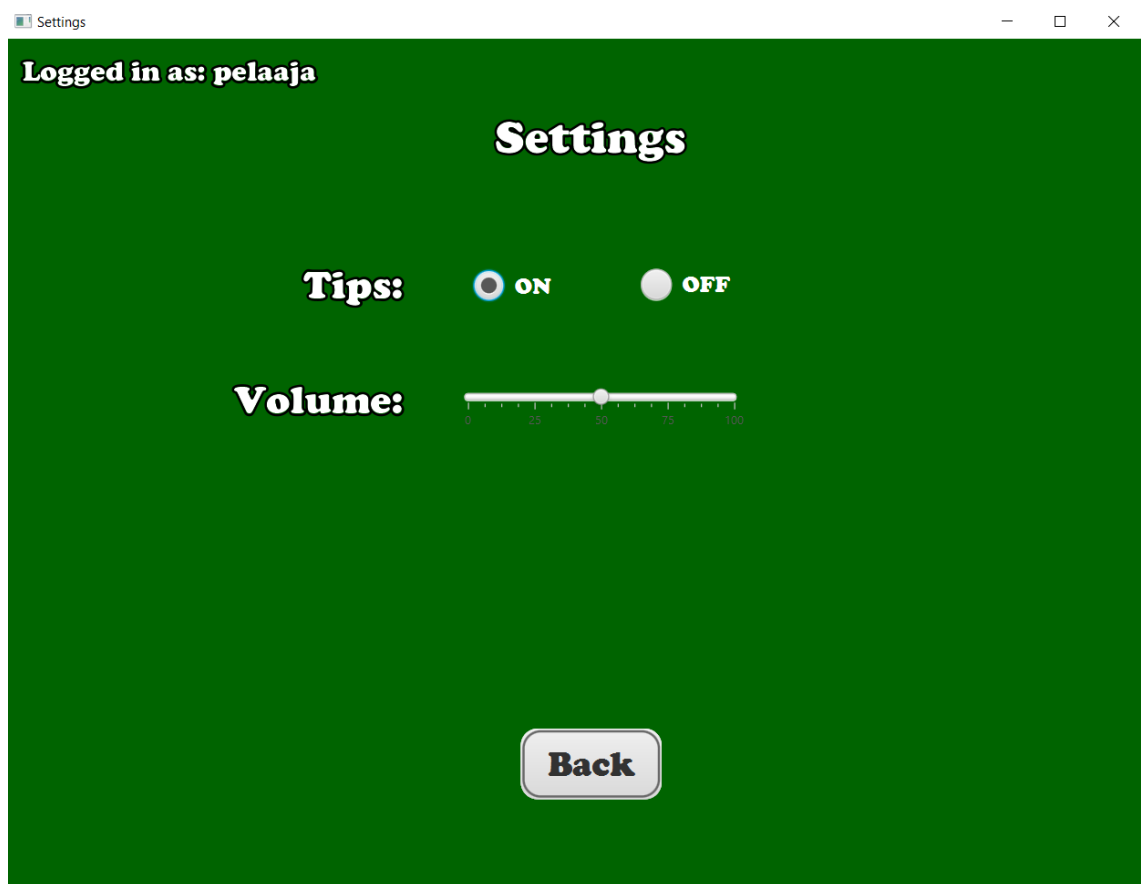 Settings
Logged in as: pelaaja
Settings
Tips: ON OFF
Volume:
0 25 50 75 100
Back